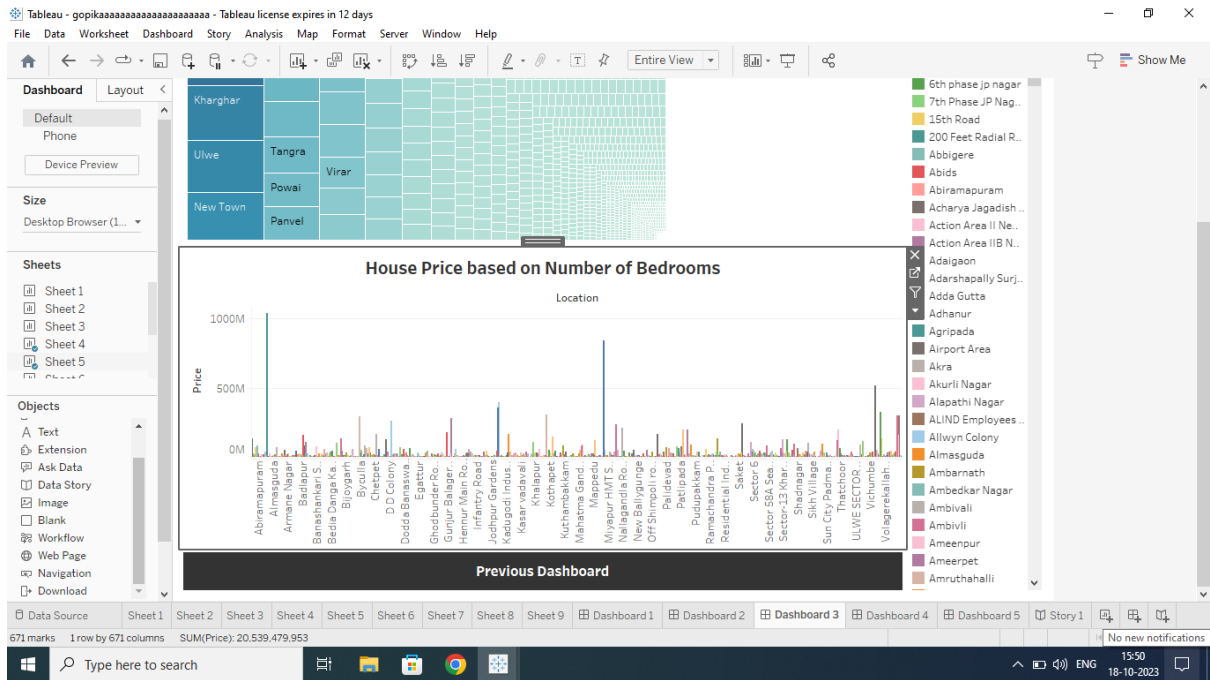 Tableau - gopikaaaaaaaaaaaaaaaaaaaaa - Tableau license expires in 12 days
File Data Worksheet Dashboard Story Analysis Map Format Server Window Help
Entire View
Show Me
Dashboard Layout
Default
Phone
Device Preview
Size
Desktop Browser (1...
Sheets
Sheet 1
Sheet 2
Sheet 3
Sheet 4
Sheet 5
Objects
Text
Extension
Ask Data
Data Story
Image
Blank
Workflow
Web Page
Navigation
Download
Kharghar
Ulwe
New Town
Tangra
Powai
Panvel
Virar
House Price based on Number of Bedrooms
Location
Price
1000M
500M
0M
Abiramapuram
Almasguda
Armane Nagar
Badlapur
Banashankari S..
Bedia Danga Ka..
Bijoygarh
Byculla
Chetpet
D D Colony
Dodda Banaswa..
Egattur
Ghodbunder Ro..
Gunjur Balager..
Hennur Main Ro..
Infantry Road
Jodhpur Gardens
Kadugodi Indus..
Kasar vadavali
Khalapur
Kothapet
Kuthambakkam
Mahatma Gand..
Mappedu
Miyapur HMT S..
Nallagandla Ro..
New Ballygunge
Off Shimpoli ro..
Palidevad
Patlipada
Pudupakkam
Ramachandra P..
Residential Ind..
Saket
Sector 6
Sector SBA Sea..
Sector-13 Khar..
Shadnagar
Sikh Village
Sun City Padma..
Thatchoor
ULWE SECTOR ..
Vichumbe
Volagerekallah..
Previous Dashboard
6th phase jp nagar
7th Phase JP Nag..
15th Road
200 Feet Radial R..
Abbigere
Abids
Abiramapuram
Acharya Jagadish ..
Action Area II Ne..
Action Area IIB N..
Adaigaon
Adarshapally Surj..
Adda Gutta
Adhanur
Agripada
Airport Area
Akra
Akurli Nagar
Alapathi Nagar
ALIND Employees ..
Allwyn Colony
Almasguda
Ambarnath
Ambedkar Nagar
Ambivali
Ambivli
Ameenpur
Ameerpet
Amruthahalli
Data Source Sheet 1 Sheet 2 Sheet 3 Sheet 4 Sheet 5 Sheet 6 Sheet 7 Sheet 8 Sheet 9 Dashboard 1 Dashboard 2 Dashboard 3 Dashboard 4 Dashboard 5 Story 1
671 marks 1 row by 671 columns SUM(Price): 20,539,479,953
No new notifications
Type here to search
ENG
15:50
18-10-2023